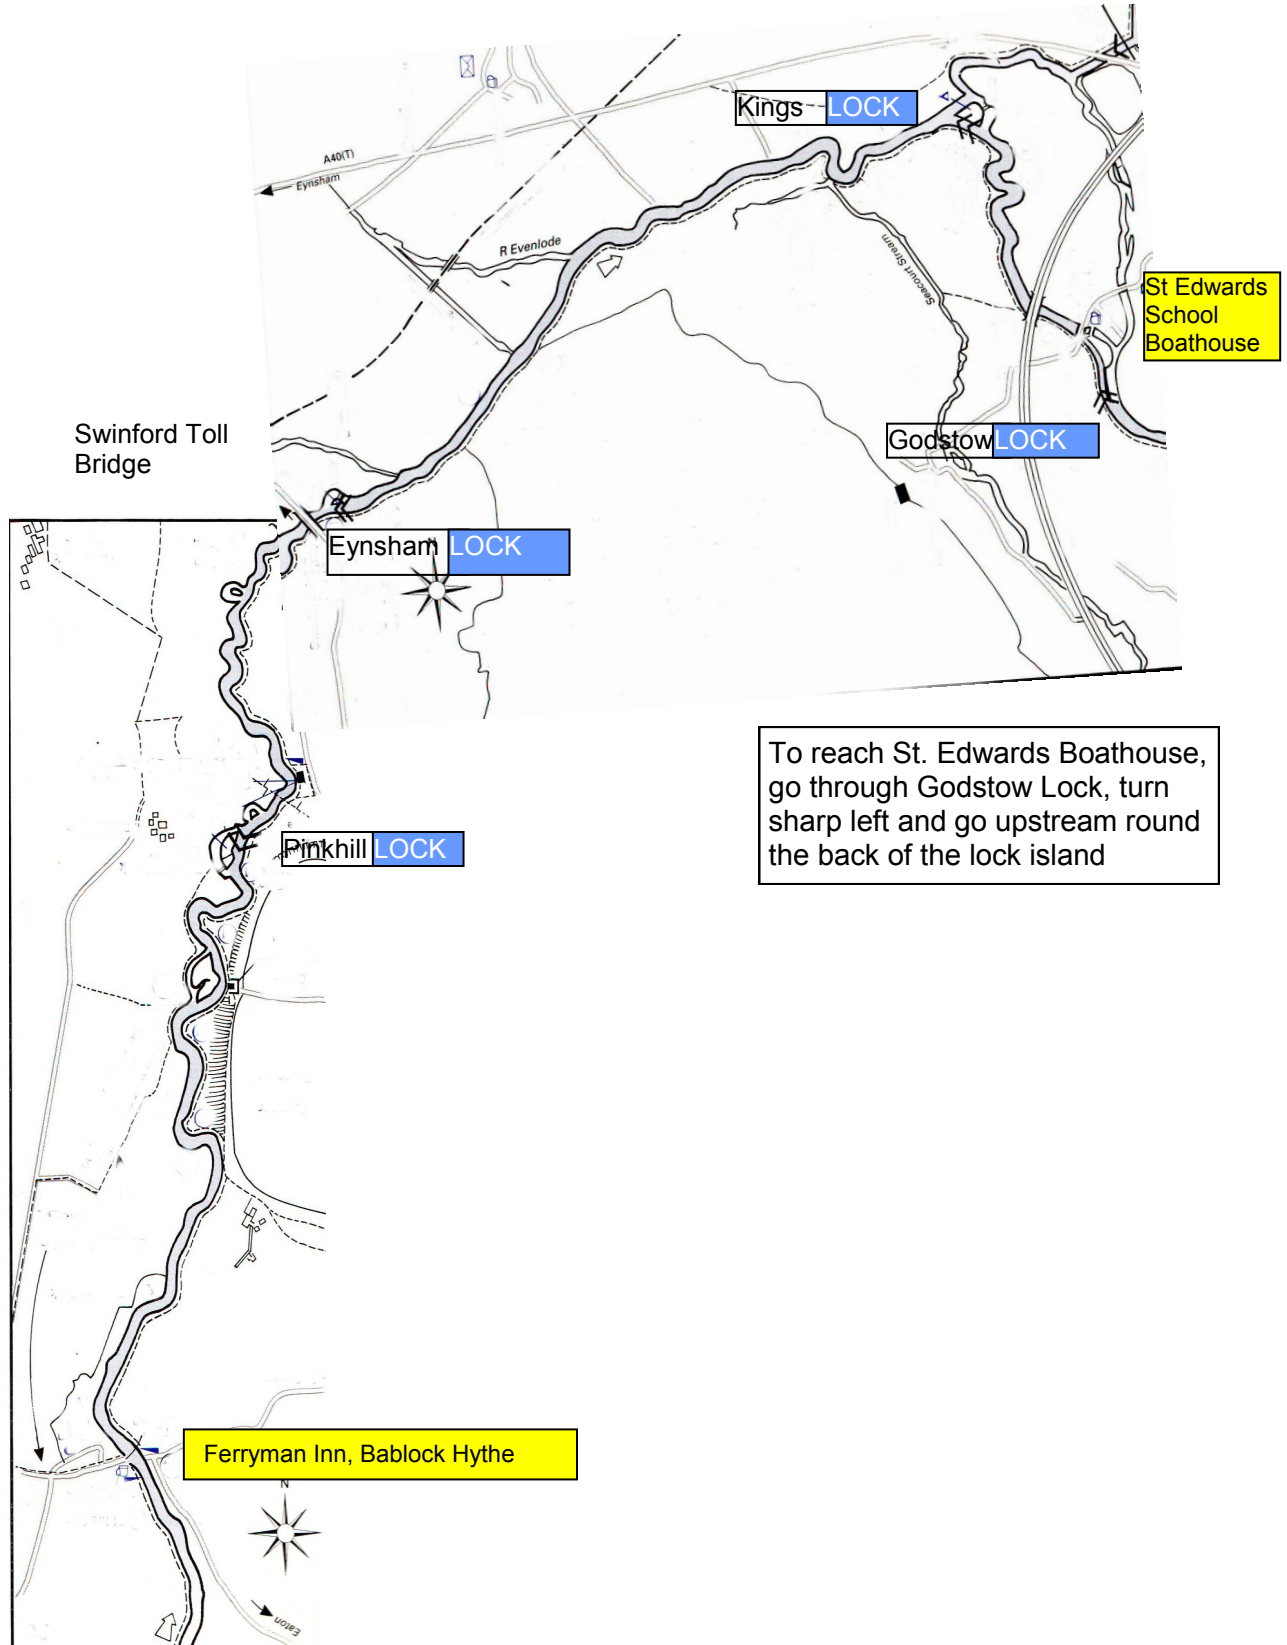 Kings LOCK
A40(T)
Eynsham
R Evenlode
Seacourt Stream
St Edwards
School
Boathouse
Swinford Toll
Bridge
Godstow LOCK
Eynsham LOCK
To reach St. Edwards Boathouse,
go through Godstow Lock, turn
sharp left and go upstream round
the back of the lock island
Pinkhill LOCK
Ferryman Inn, Bablock Hythe
N
Eaton